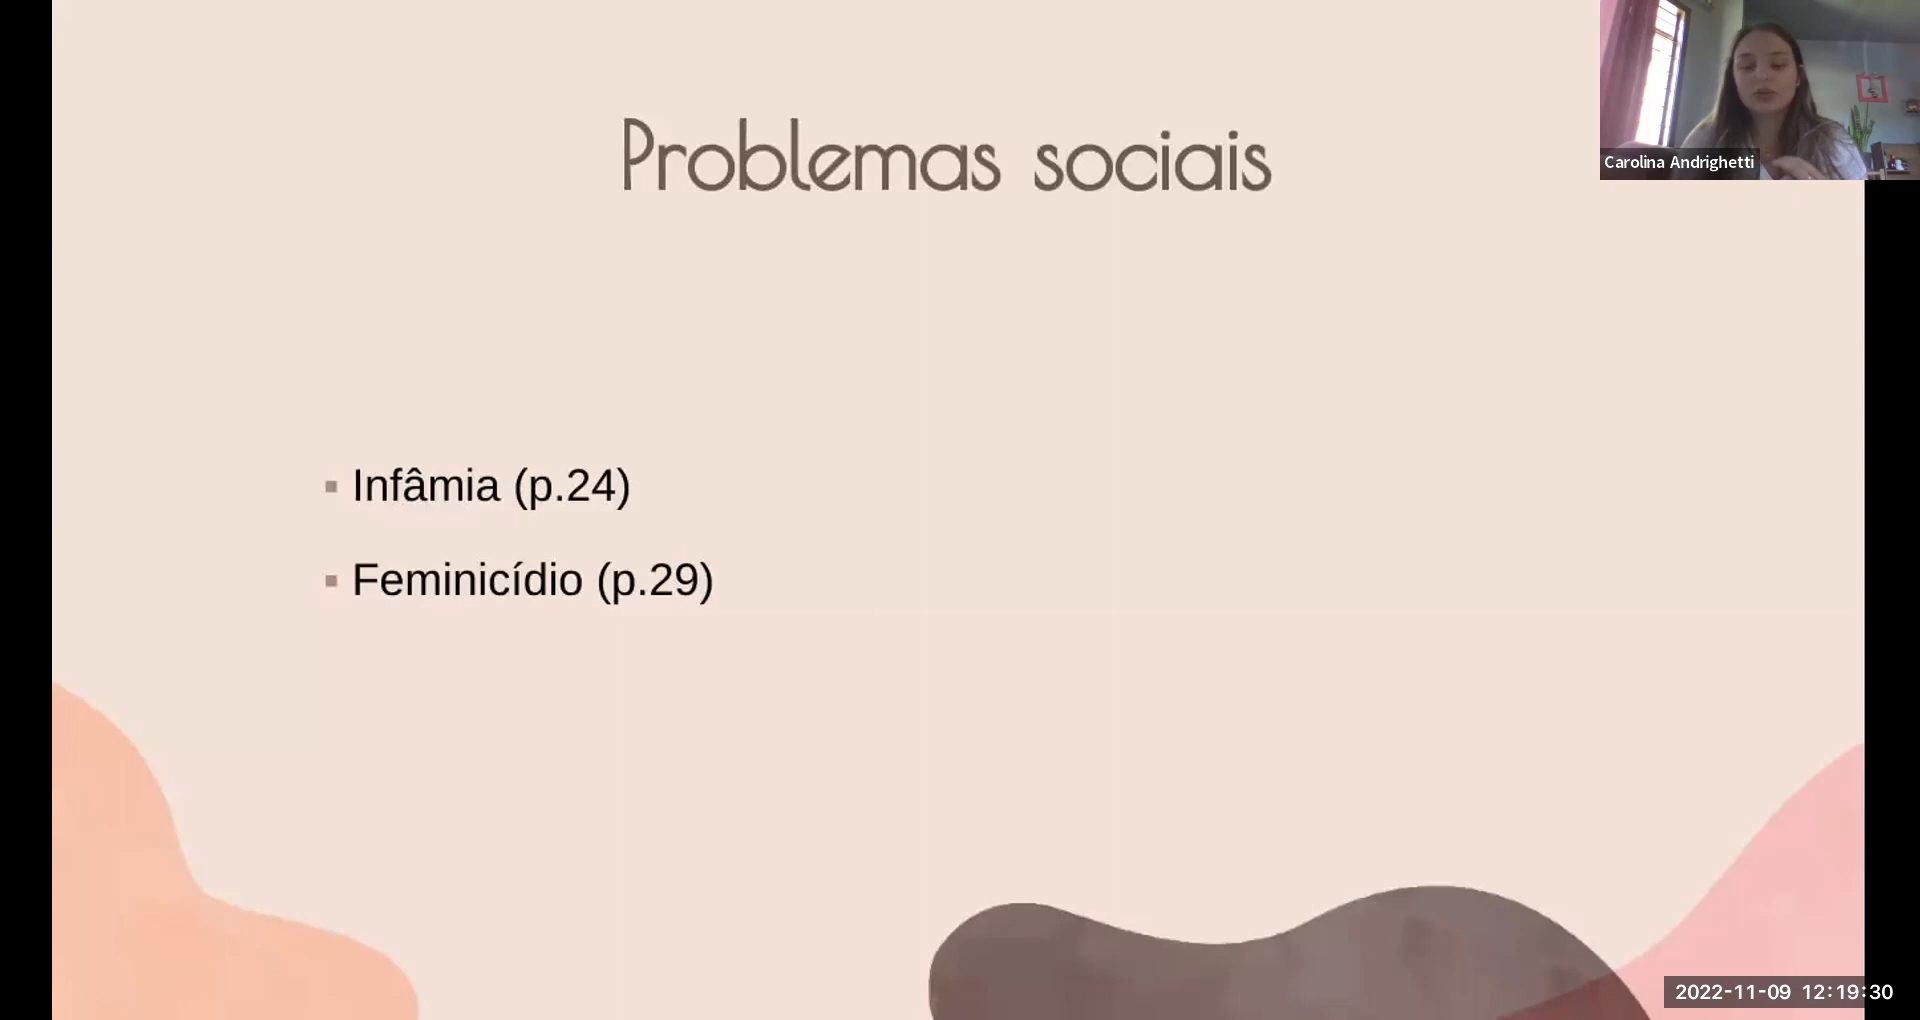 Problemas sociais
Carolina Andrighetti
▪ Infâmia (p.24)
▪ Feminicídio (p.29)
2022-11-09 12:19:30